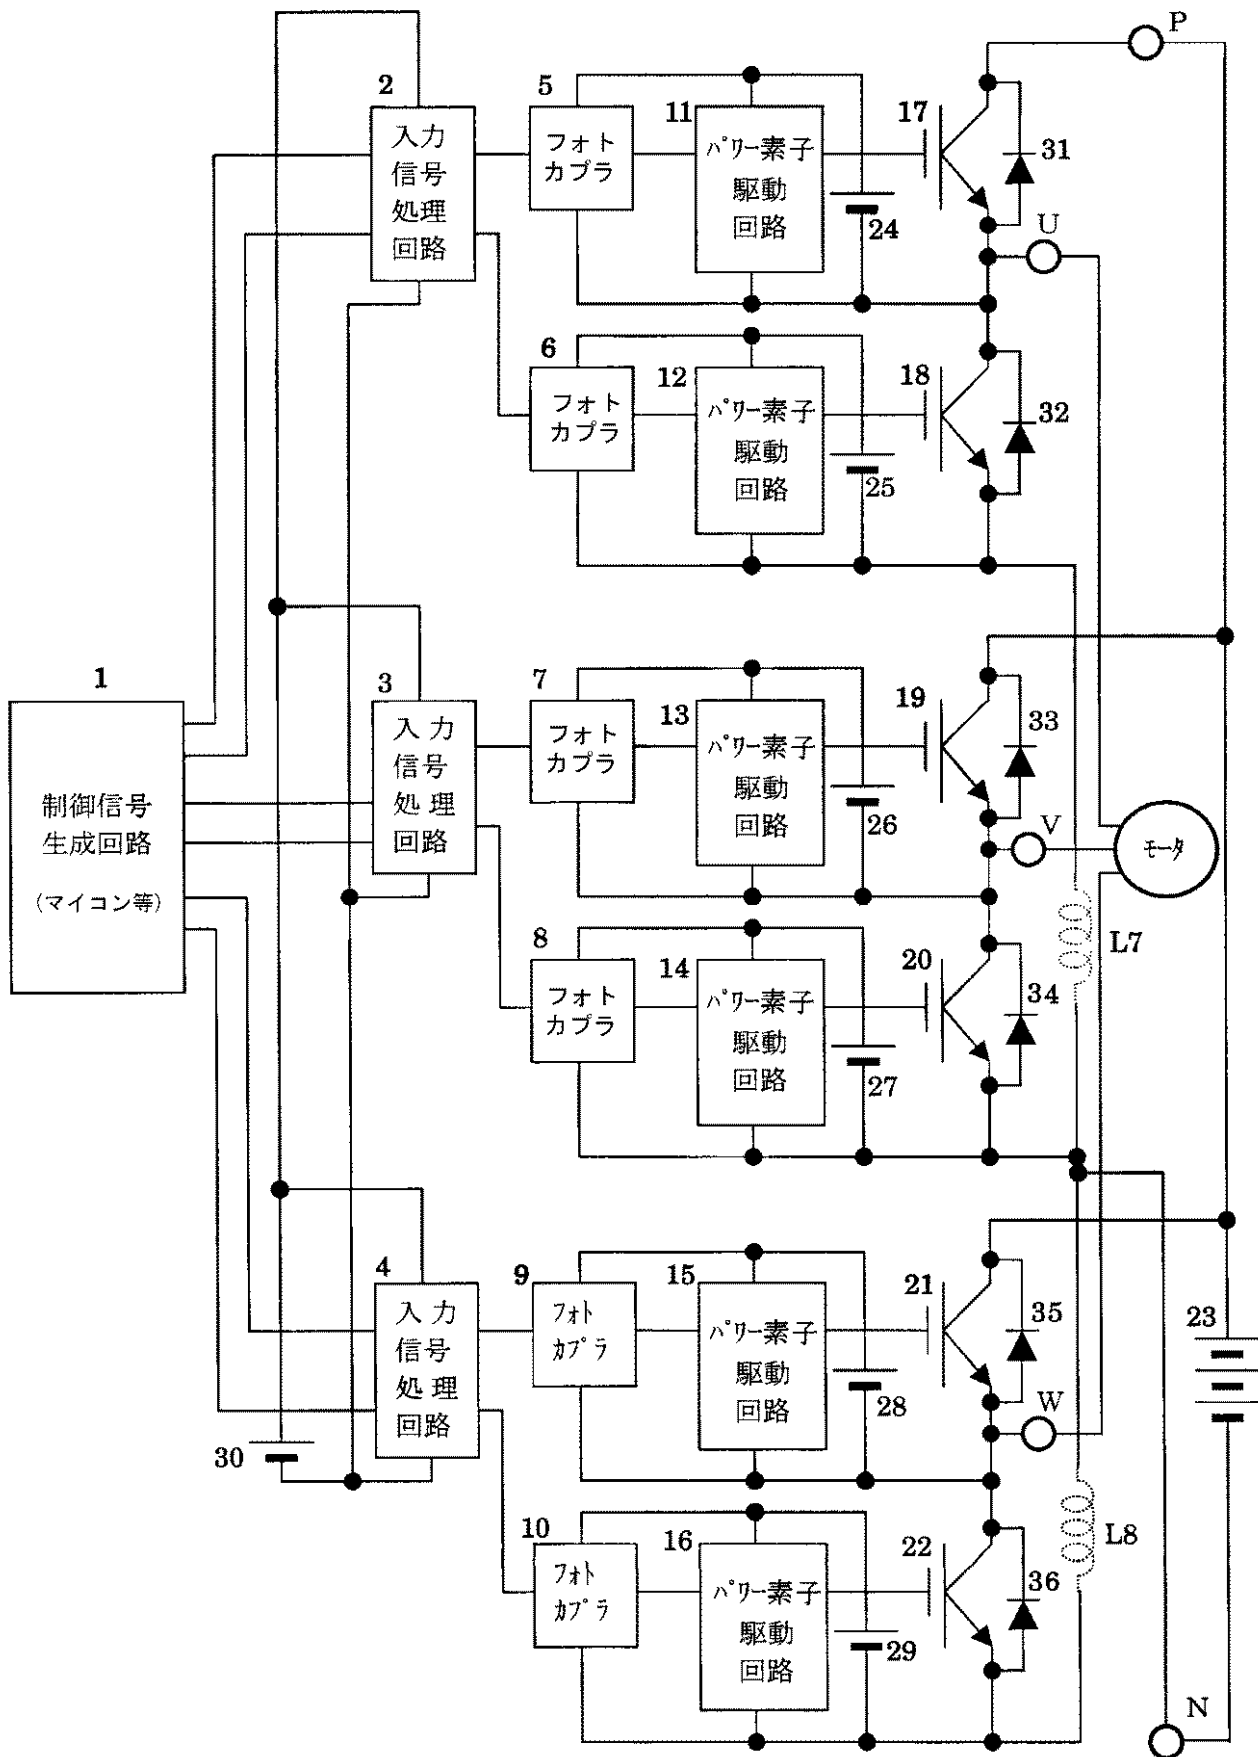 P
2
入力
信号
処理
回路
5
フォト
カプラ
11
パワー素子
駆動
回路
24
17
31
U
6
フォト
カプラ
12
パワー素子
駆動
回路
25
18
32
1
制御信号
生成回路
(マイコン等)
3
入力
信号
処理
回路
7
フォト
カプラ
13
パワー素子
駆動
回路
26
19
33
V
モータ
8
フォト
カプラ
14
パワー素子
駆動
回路
27
20
34
L7
4
入力
信号
処理
回路
30
9
フォト
カプラ
15
パワー素子
駆動
回路
28
21
35
W
23
10
フォト
カプラ
16
パワー素子
駆動
回路
29
22
36
L8
N